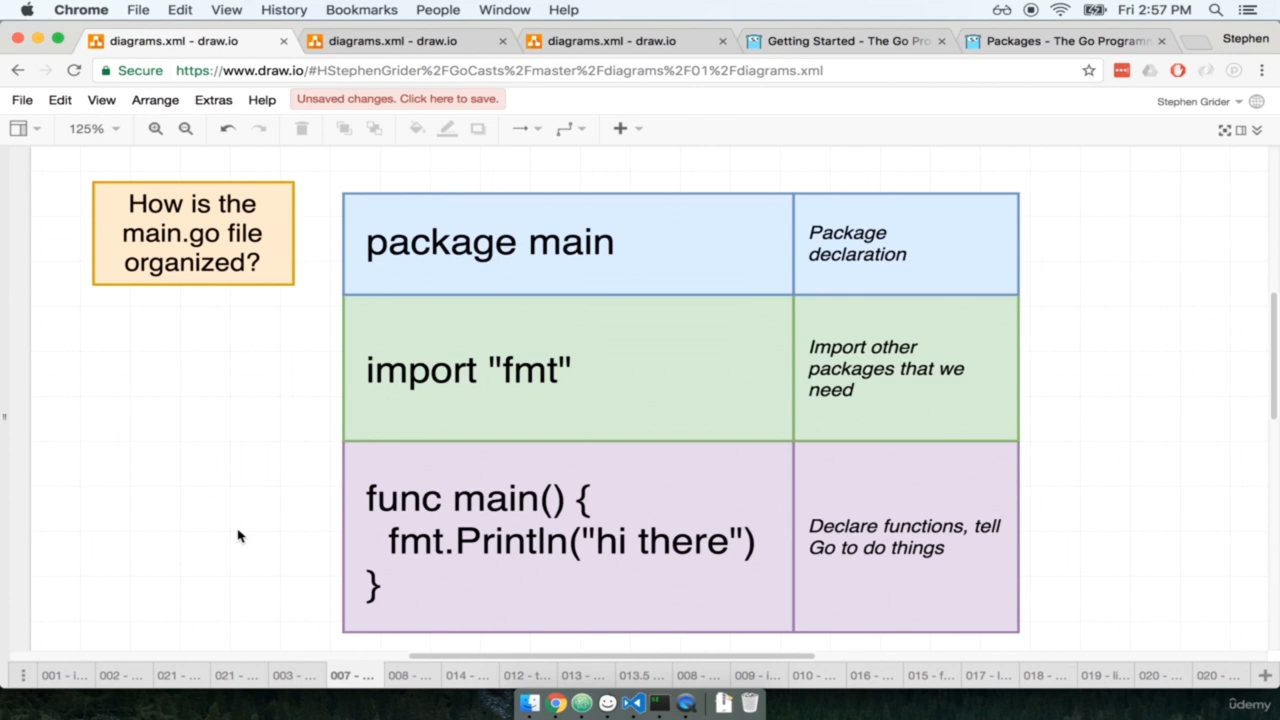 Chrome File Edit View History Bookmarks People Window Help Fri 2:57 PM
diagrams.xml - draw.io diagrams.xml - draw.io diagrams.xml - draw.io Getting Started - The Go Pro Packages - The Go Programm Stephen
Secure https://www.draw.io/#HStephenGrider%2FGoCasts%2Fmaster%2Fdiagrams%2F01%2Fdiagrams.xml
File Edit View Arrange Extras Help Unsaved changes. Click here to save. Stephen Grider
125%
How is the
main.go file
organized?
package main
Package
declaration
import "fmt"
Import other
packages that we
need
func main() {
fmt.Println("hi there")
}
Declare functions, tell
Go to do things
001 - i... 002 - ... 021 - ... 021 - ... 003 - ... 007 - ... 008 - ... 014 - ... 012 - t... 013 - ... 013.5 ... 008 - ... 009 - i... 010 - ... 016 - ... 015 - f... 017 - I... 018 - ... 019 - li... 020 - ... 020 - ...
ûdemy